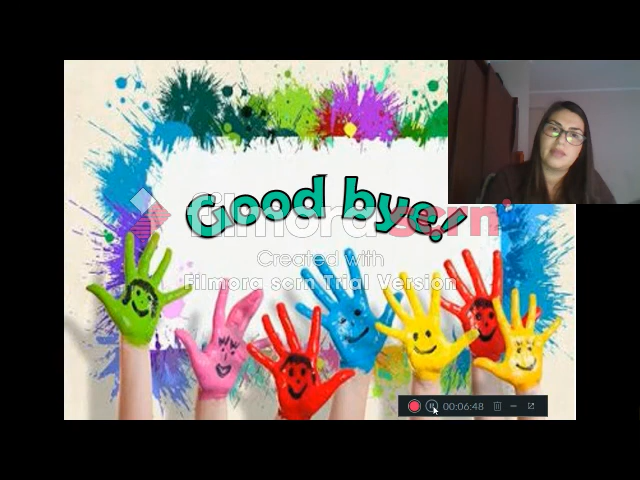 Good bye!
filmora scrn
Created with
Filmora scrn Trial Version
00:06:48